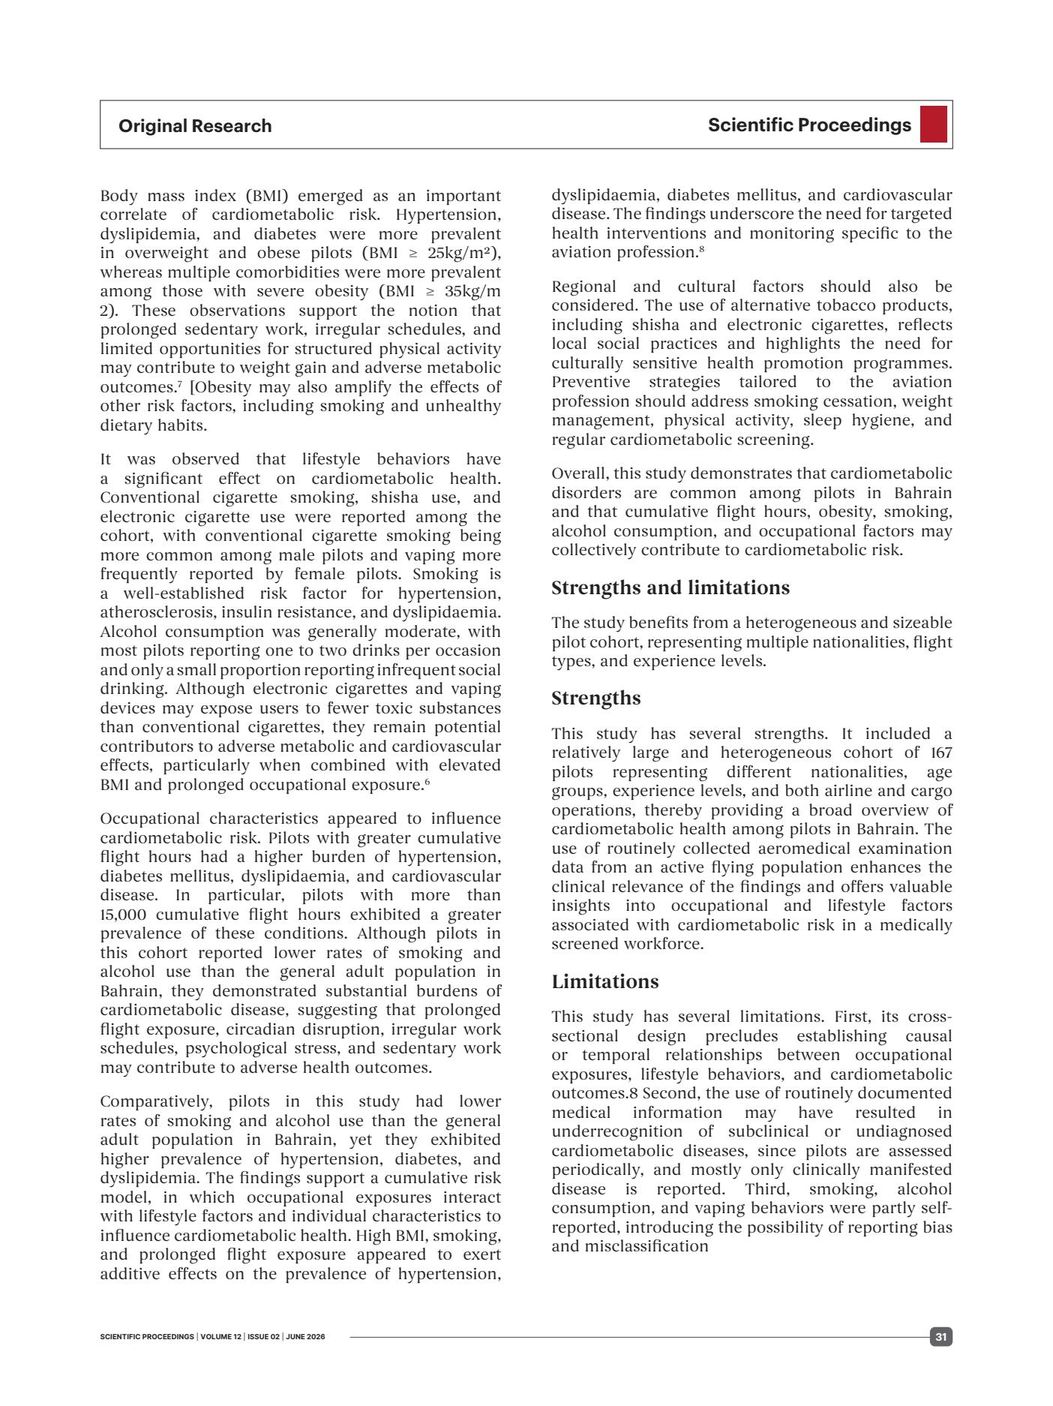 Original Research
Scientific Proceedings
Body mass index (BMI) emerged as an important
correlate of cardiometabolic risk. Hypertension,
dyslipidemia, and diabetes were more prevalent
in overweight and obese pilots (BMI ≥ 25kg/m²),
whereas multiple comorbidities were more prevalent
among those with severe obesity (BMI ≥ 35kg/m
2). These observations support the notion that
prolonged sedentary work, irregular schedules, and
limited opportunities for structured physical activity
may contribute to weight gain and adverse metabolic
outcomes.⁷ [Obesity may also amplify the effects of
other risk factors, including smoking and unhealthy
dietary habits.
It was observed that lifestyle behaviors have
a significant effect on cardiometabolic health.
Conventional cigarette smoking, shisha use, and
electronic cigarette use were reported among the
cohort, with conventional cigarette smoking being
more common among male pilots and vaping more
frequently reported by female pilots. Smoking is
a well-established risk factor for hypertension,
atherosclerosis, insulin resistance, and dyslipidaemia.
Alcohol consumption was generally moderate, with
most pilots reporting one to two drinks per occasion
and only a small proportion reporting infrequent social
drinking. Although electronic cigarettes and vaping
devices may expose users to fewer toxic substances
than conventional cigarettes, they remain potential
contributors to adverse metabolic and cardiovascular
effects, particularly when combined with elevated
BMI and prolonged occupational exposure.⁶
Occupational characteristics appeared to influence
cardiometabolic risk. Pilots with greater cumulative
flight hours had a higher burden of hypertension,
diabetes mellitus, dyslipidaemia, and cardiovascular
disease. In particular, pilots with more than
15,000 cumulative flight hours exhibited a greater
prevalence of these conditions. Although pilots in
this cohort reported lower rates of smoking and
alcohol use than the general adult population in
Bahrain, they demonstrated substantial burdens of
cardiometabolic disease, suggesting that prolonged
flight exposure, circadian disruption, irregular work
schedules, psychological stress, and sedentary work
may contribute to adverse health outcomes.
Comparatively, pilots in this study had lower
rates of smoking and alcohol use than the general
adult population in Bahrain, yet they exhibited
higher prevalence of hypertension, diabetes, and
dyslipidemia. The findings support a cumulative risk
model, in which occupational exposures interact
with lifestyle factors and individual characteristics to
influence cardiometabolic health. High BMI, smoking,
and prolonged flight exposure appeared to exert
additive effects on the prevalence of hypertension,
dyslipidaemia, diabetes mellitus, and cardiovascular
disease. The findings underscore the need for targeted
health interventions and monitoring specific to the
aviation profession.⁸
Regional and cultural factors should also be
considered. The use of alternative tobacco products,
including shisha and electronic cigarettes, reflects
local social practices and highlights the need for
culturally sensitive health promotion programmes.
Preventive strategies tailored to the aviation
profession should address smoking cessation, weight
management, physical activity, sleep hygiene, and
regular cardiometabolic screening.
Overall, this study demonstrates that cardiometabolic
disorders are common among pilots in Bahrain
and that cumulative flight hours, obesity, smoking,
alcohol consumption, and occupational factors may
collectively contribute to cardiometabolic risk.
Strengths and limitations
The study benefits from a heterogeneous and sizeable
pilot cohort, representing multiple nationalities, flight
types, and experience levels.
Strengths
This study has several strengths. It included a
relatively large and heterogeneous cohort of 167
pilots representing different nationalities, age
groups, experience levels, and both airline and cargo
operations, thereby providing a broad overview of
cardiometabolic health among pilots in Bahrain. The
use of routinely collected aeromedical examination
data from an active flying population enhances the
clinical relevance of the findings and offers valuable
insights into occupational and lifestyle factors
associated with cardiometabolic risk in a medically
screened workforce.
Limitations
This study has several limitations. First, its cross-
sectional design precludes establishing causal
or temporal relationships between occupational
exposures, lifestyle behaviors, and cardiometabolic
outcomes.8 Second, the use of routinely documented
medical information may have resulted in
underrecognition of subclinical or undiagnosed
cardiometabolic diseases, since pilots are assessed
periodically, and mostly only clinically manifested
disease is reported. Third, smoking, alcohol
consumption, and vaping behaviors were partly self-
reported, introducing the possibility of reporting bias
and misclassification
SCIENTIFIC PROCEEDINGS | VOLUME 12 | ISSUE 02 | JUNE 2026
31